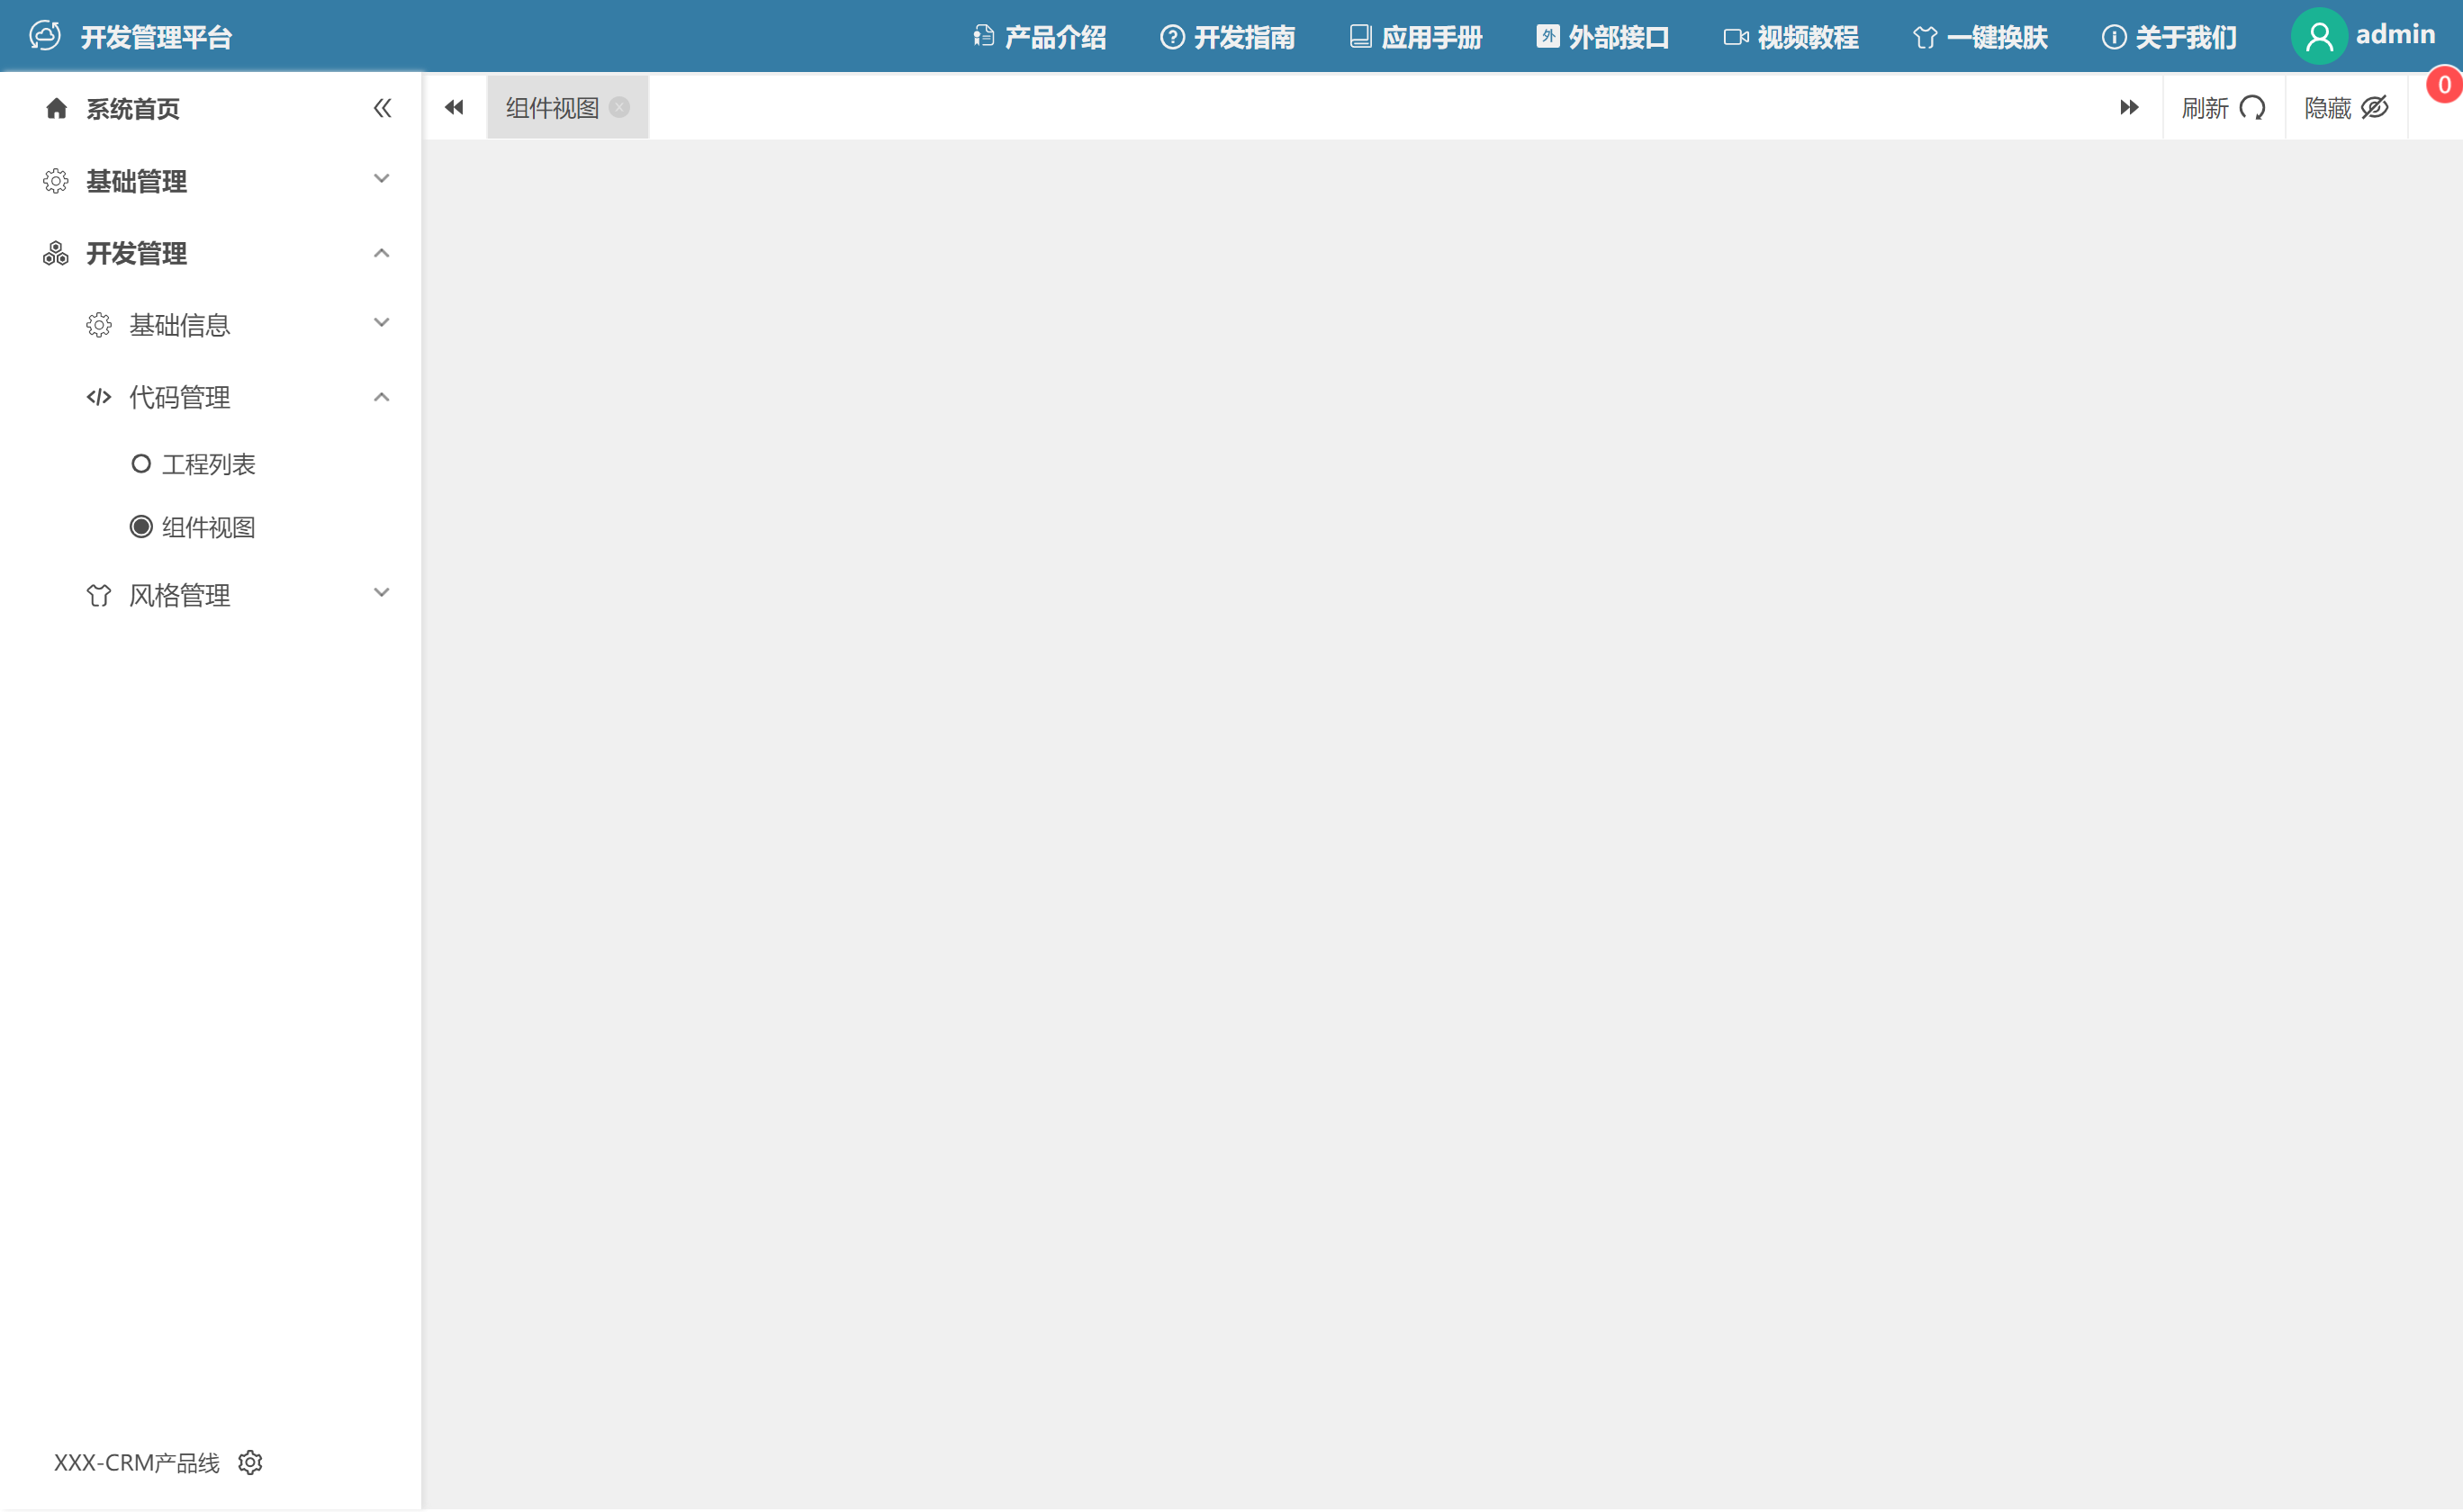 开发管理平台
产品介绍
开发指南
应用手册
外 外部接口
视频教程
一键换肤
关于我们
admin
0
系统首页
组件视图
刷新
隐藏
基础管理
开发管理
基础信息
代码管理
工程列表
组件视图
风格管理
XXX-CRM产品线